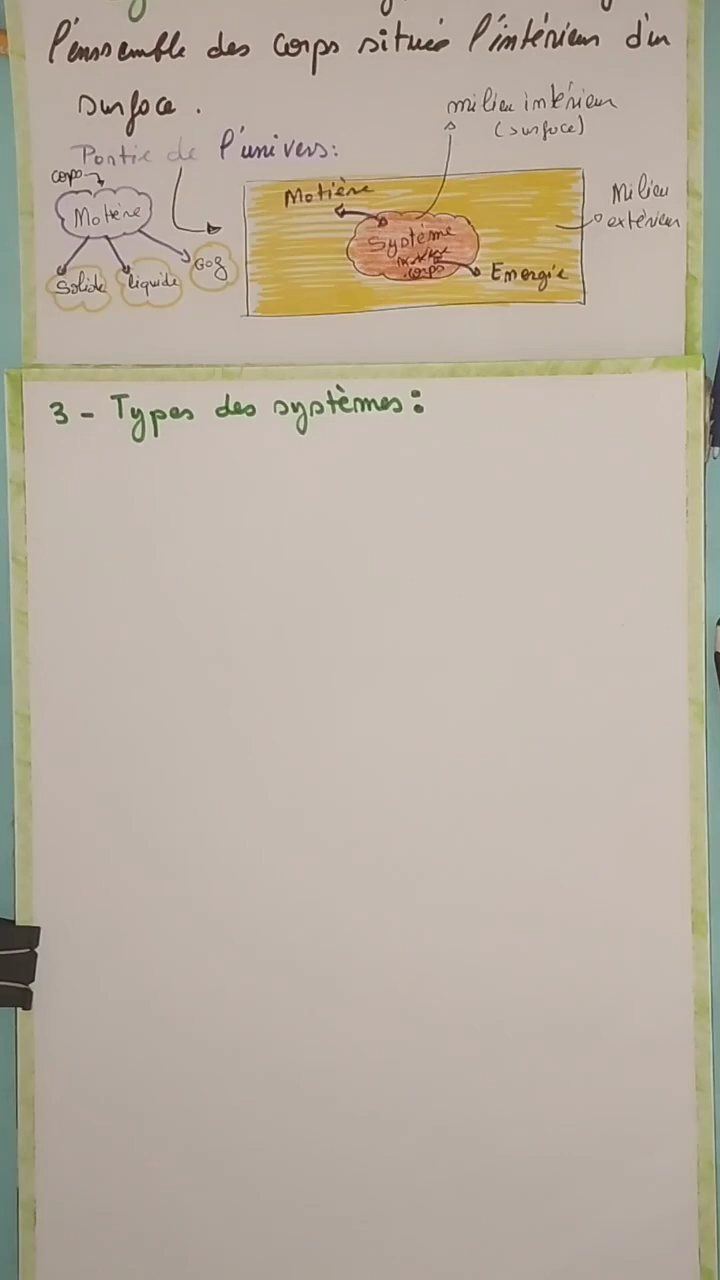 l'enssemble des corps situés l'intérieur d'un
surface.
milieu intérieur
(surface)
Partie de l'univers:
corps
Matière
Solide
liquide
Gaz
Matière
Système
corps
Energie
Milieu
extérieur
3 - Types des systèmes: